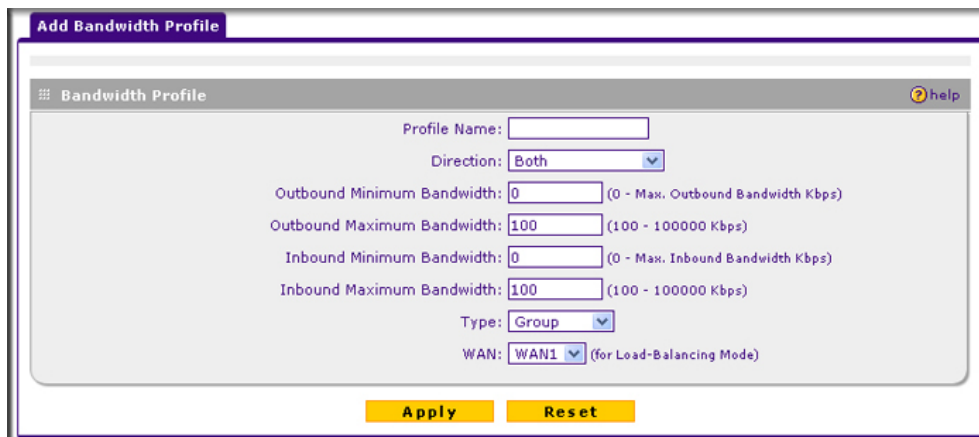 Add Bandwidth Profile
Bandwidth Profile
?help
Profile Name:
Direction: Both
Outbound Minimum Bandwidth: 0 (0 - Max. Outbound Bandwidth Kbps)
Outbound Maximum Bandwidth: 100 (100 - 100000 Kbps)
Inbound Minimum Bandwidth: 0 (0 - Max. Inbound Bandwidth Kbps)
Inbound Maximum Bandwidth: 100 (100 - 100000 Kbps)
Type: Group
WAN: WAN1 (for Load-Balancing Mode)
Apply Reset